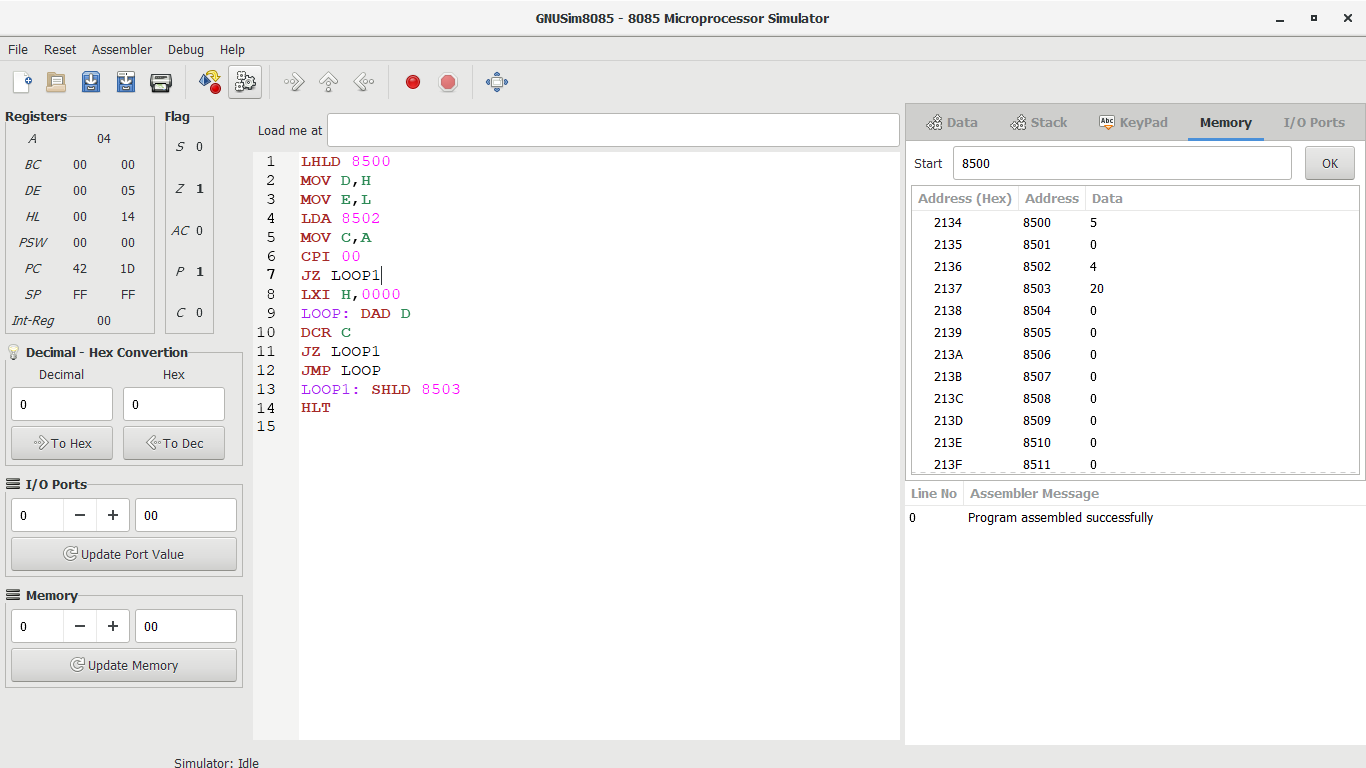 GNUSim8085 - 8085 Microprocessor Simulator
File Reset Assembler Debug Help
Registers
A 04
BC 00 00
DE 00 05
HL 00 14
PSW 00 00
PC 42 1D
SP FF FF
Int-Reg 00
Flag
S 0
Z 1
AC 0
P 1
C 0
Decimal - Hex Convertion
Decimal Hex
0 0
To Hex To Dec
I/O Ports
0 00
Update Port Value
Memory
0 00
Update Memory
Load me at
1 LHLD 8500
2 MOV D,H
3 MOV E,L
4 LDA 8502
5 MOV C,A
6 CPI 00
7 JZ LOOP1
8 LXI H,0000
9 LOOP: DAD D
10 DCR C
11 JZ LOOP1
12 JMP LOOP
13 LOOP1: SHLD 8503
14 HLT
15
Data Stack Abc KeyPad Memory I/O Ports
Start 8500 OK
Address (Hex) Address Data
2134 8500 5
2135 8501 0
2136 8502 4
2137 8503 20
2138 8504 0
2139 8505 0
213A 8506 0
213B 8507 0
213C 8508 0
213D 8509 0
213E 8510 0
213F 8511 0
Line No Assembler Message
0 Program assembled successfully
Simulator: Idle